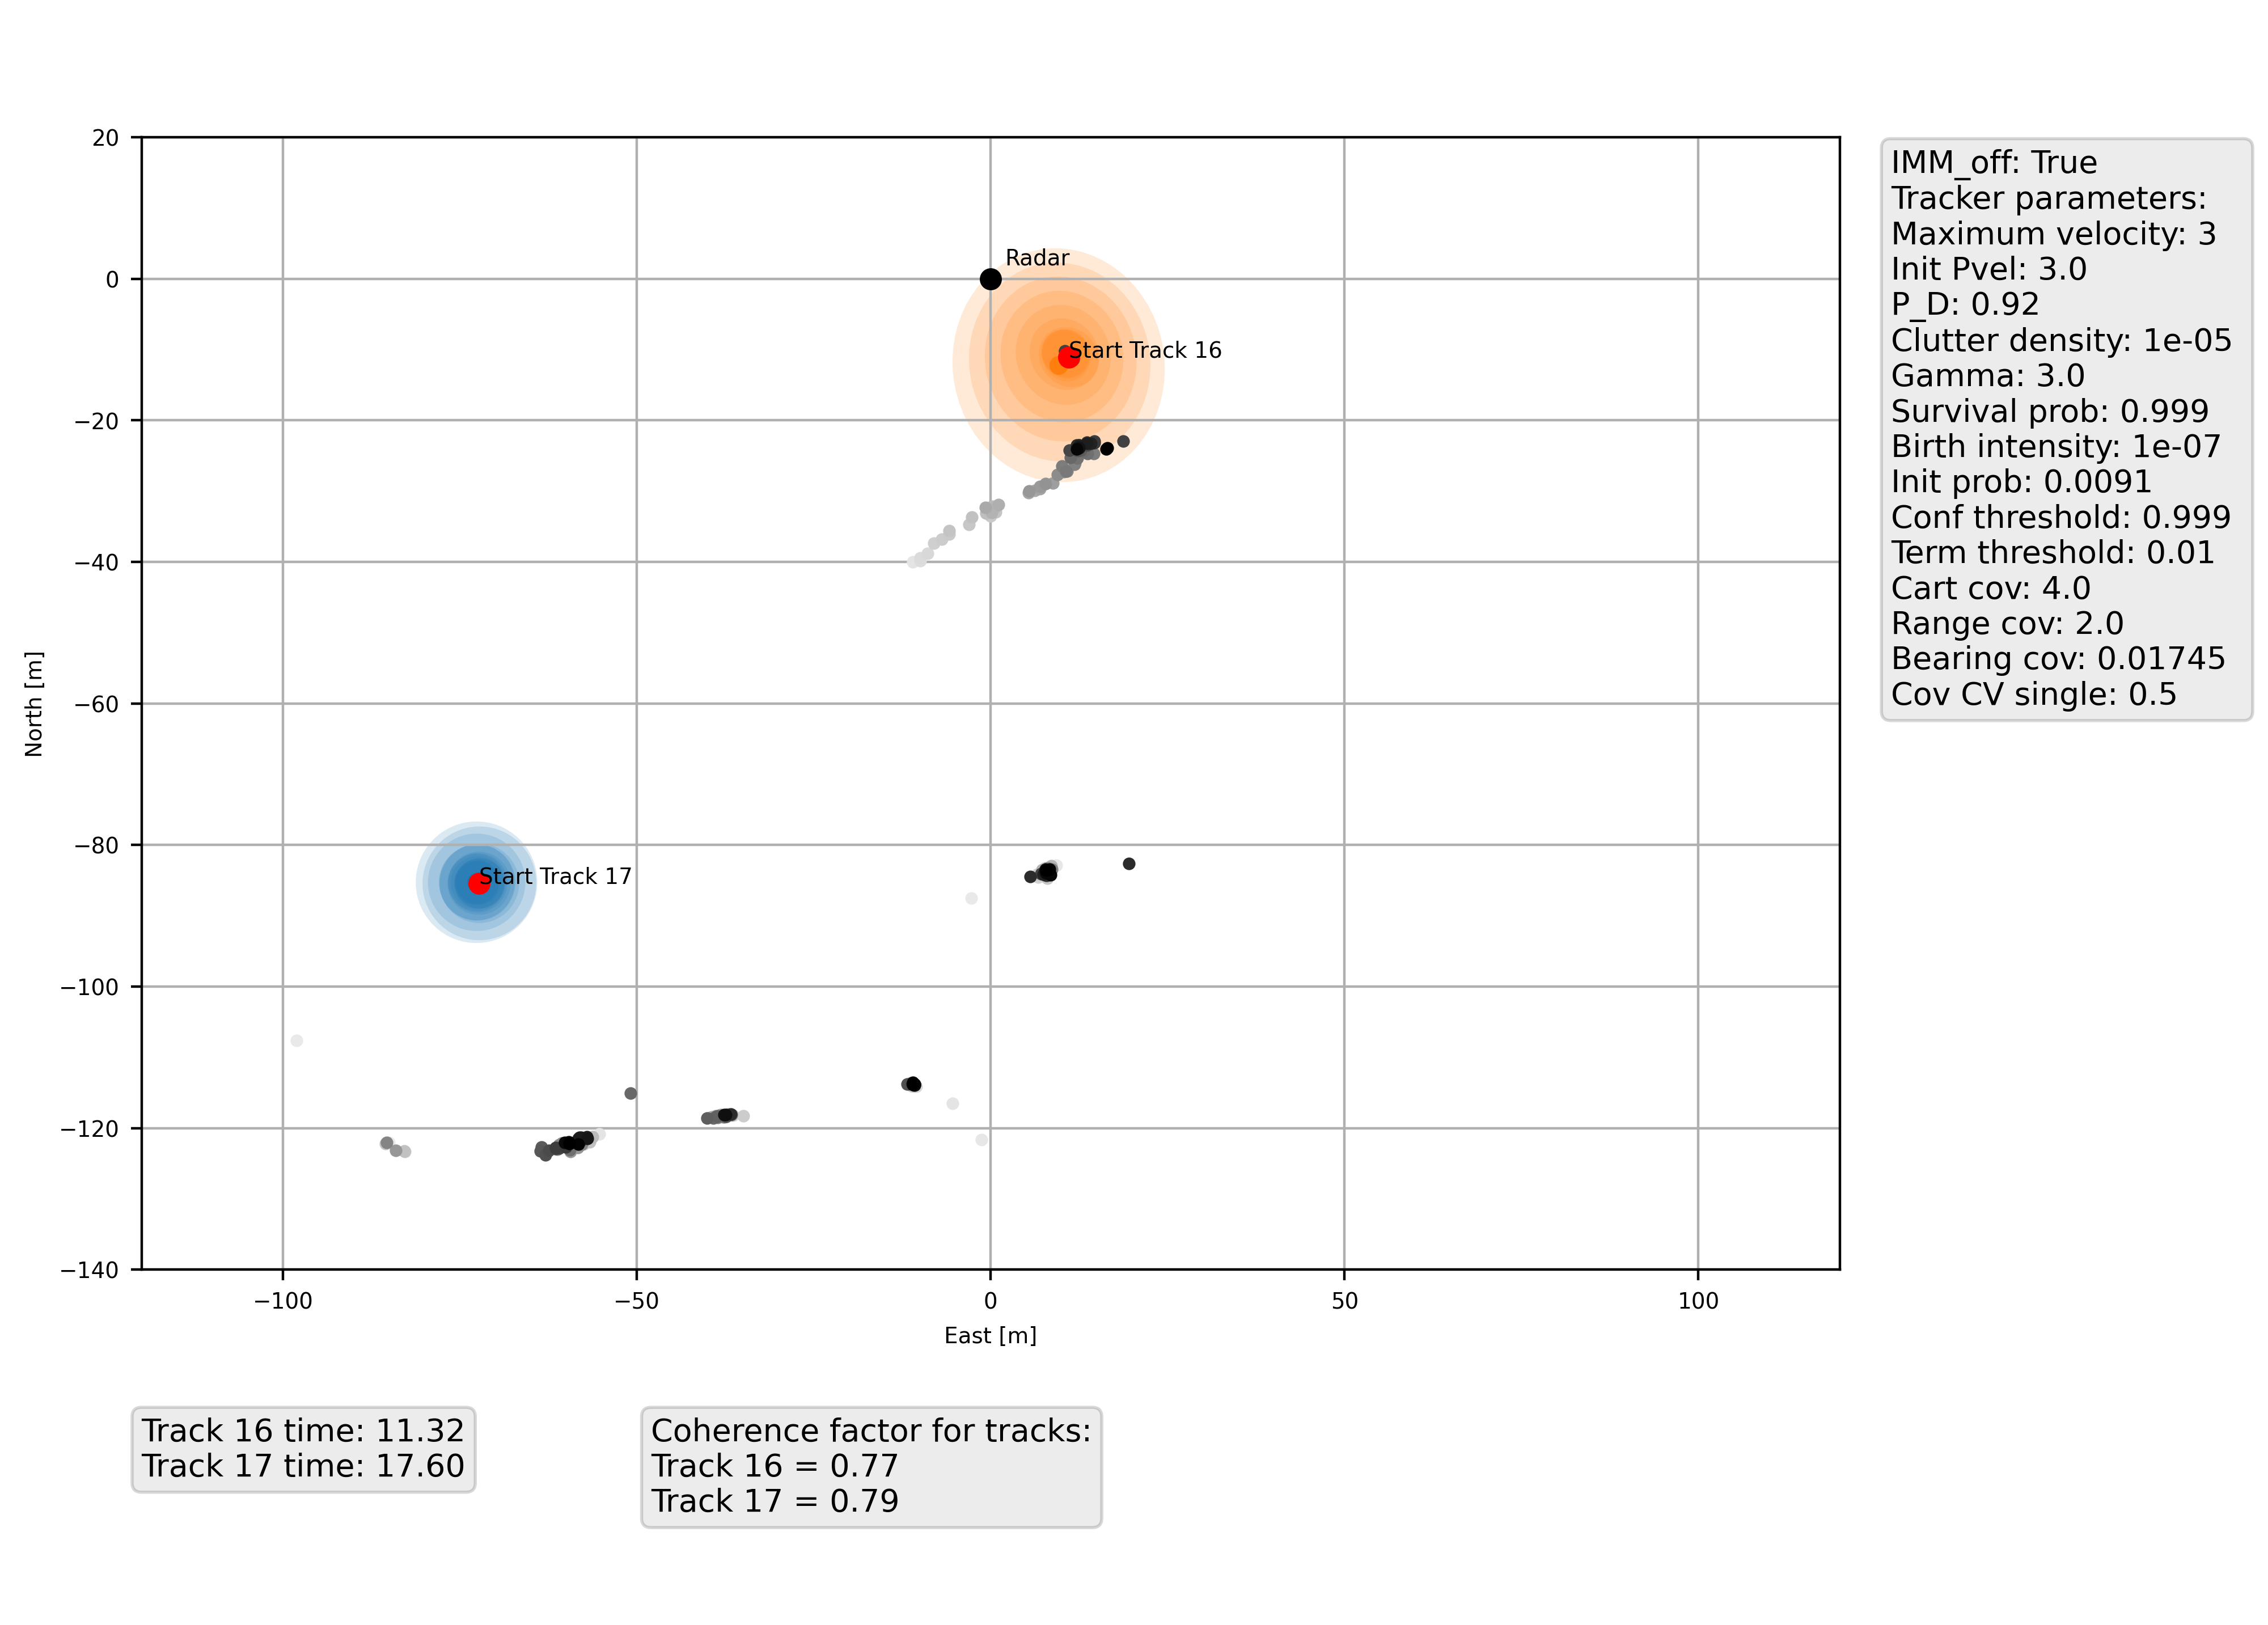 20
0
−20
−40
−60
−80
−100
−120
−140
North [m]
Radar
Start Track 16
Start Track 17
−100
−50
0
50
100
East [m]
IMM_off: True
Tracker parameters:
Maximum velocity: 3
Init Pvel: 3.0
P_D: 0.92
Clutter density: 1e-05
Gamma: 3.0
Survival prob: 0.999
Birth intensity: 1e-07
Init prob: 0.0091
Conf threshold: 0.999
Term threshold: 0.01
Cart cov: 4.0
Range cov: 2.0
Bearing cov: 0.01745
Cov CV single: 0.5
Track 16 time: 11.32
Track 17 time: 17.60
Coherence factor for tracks:
Track 16 = 0.77
Track 17 = 0.79